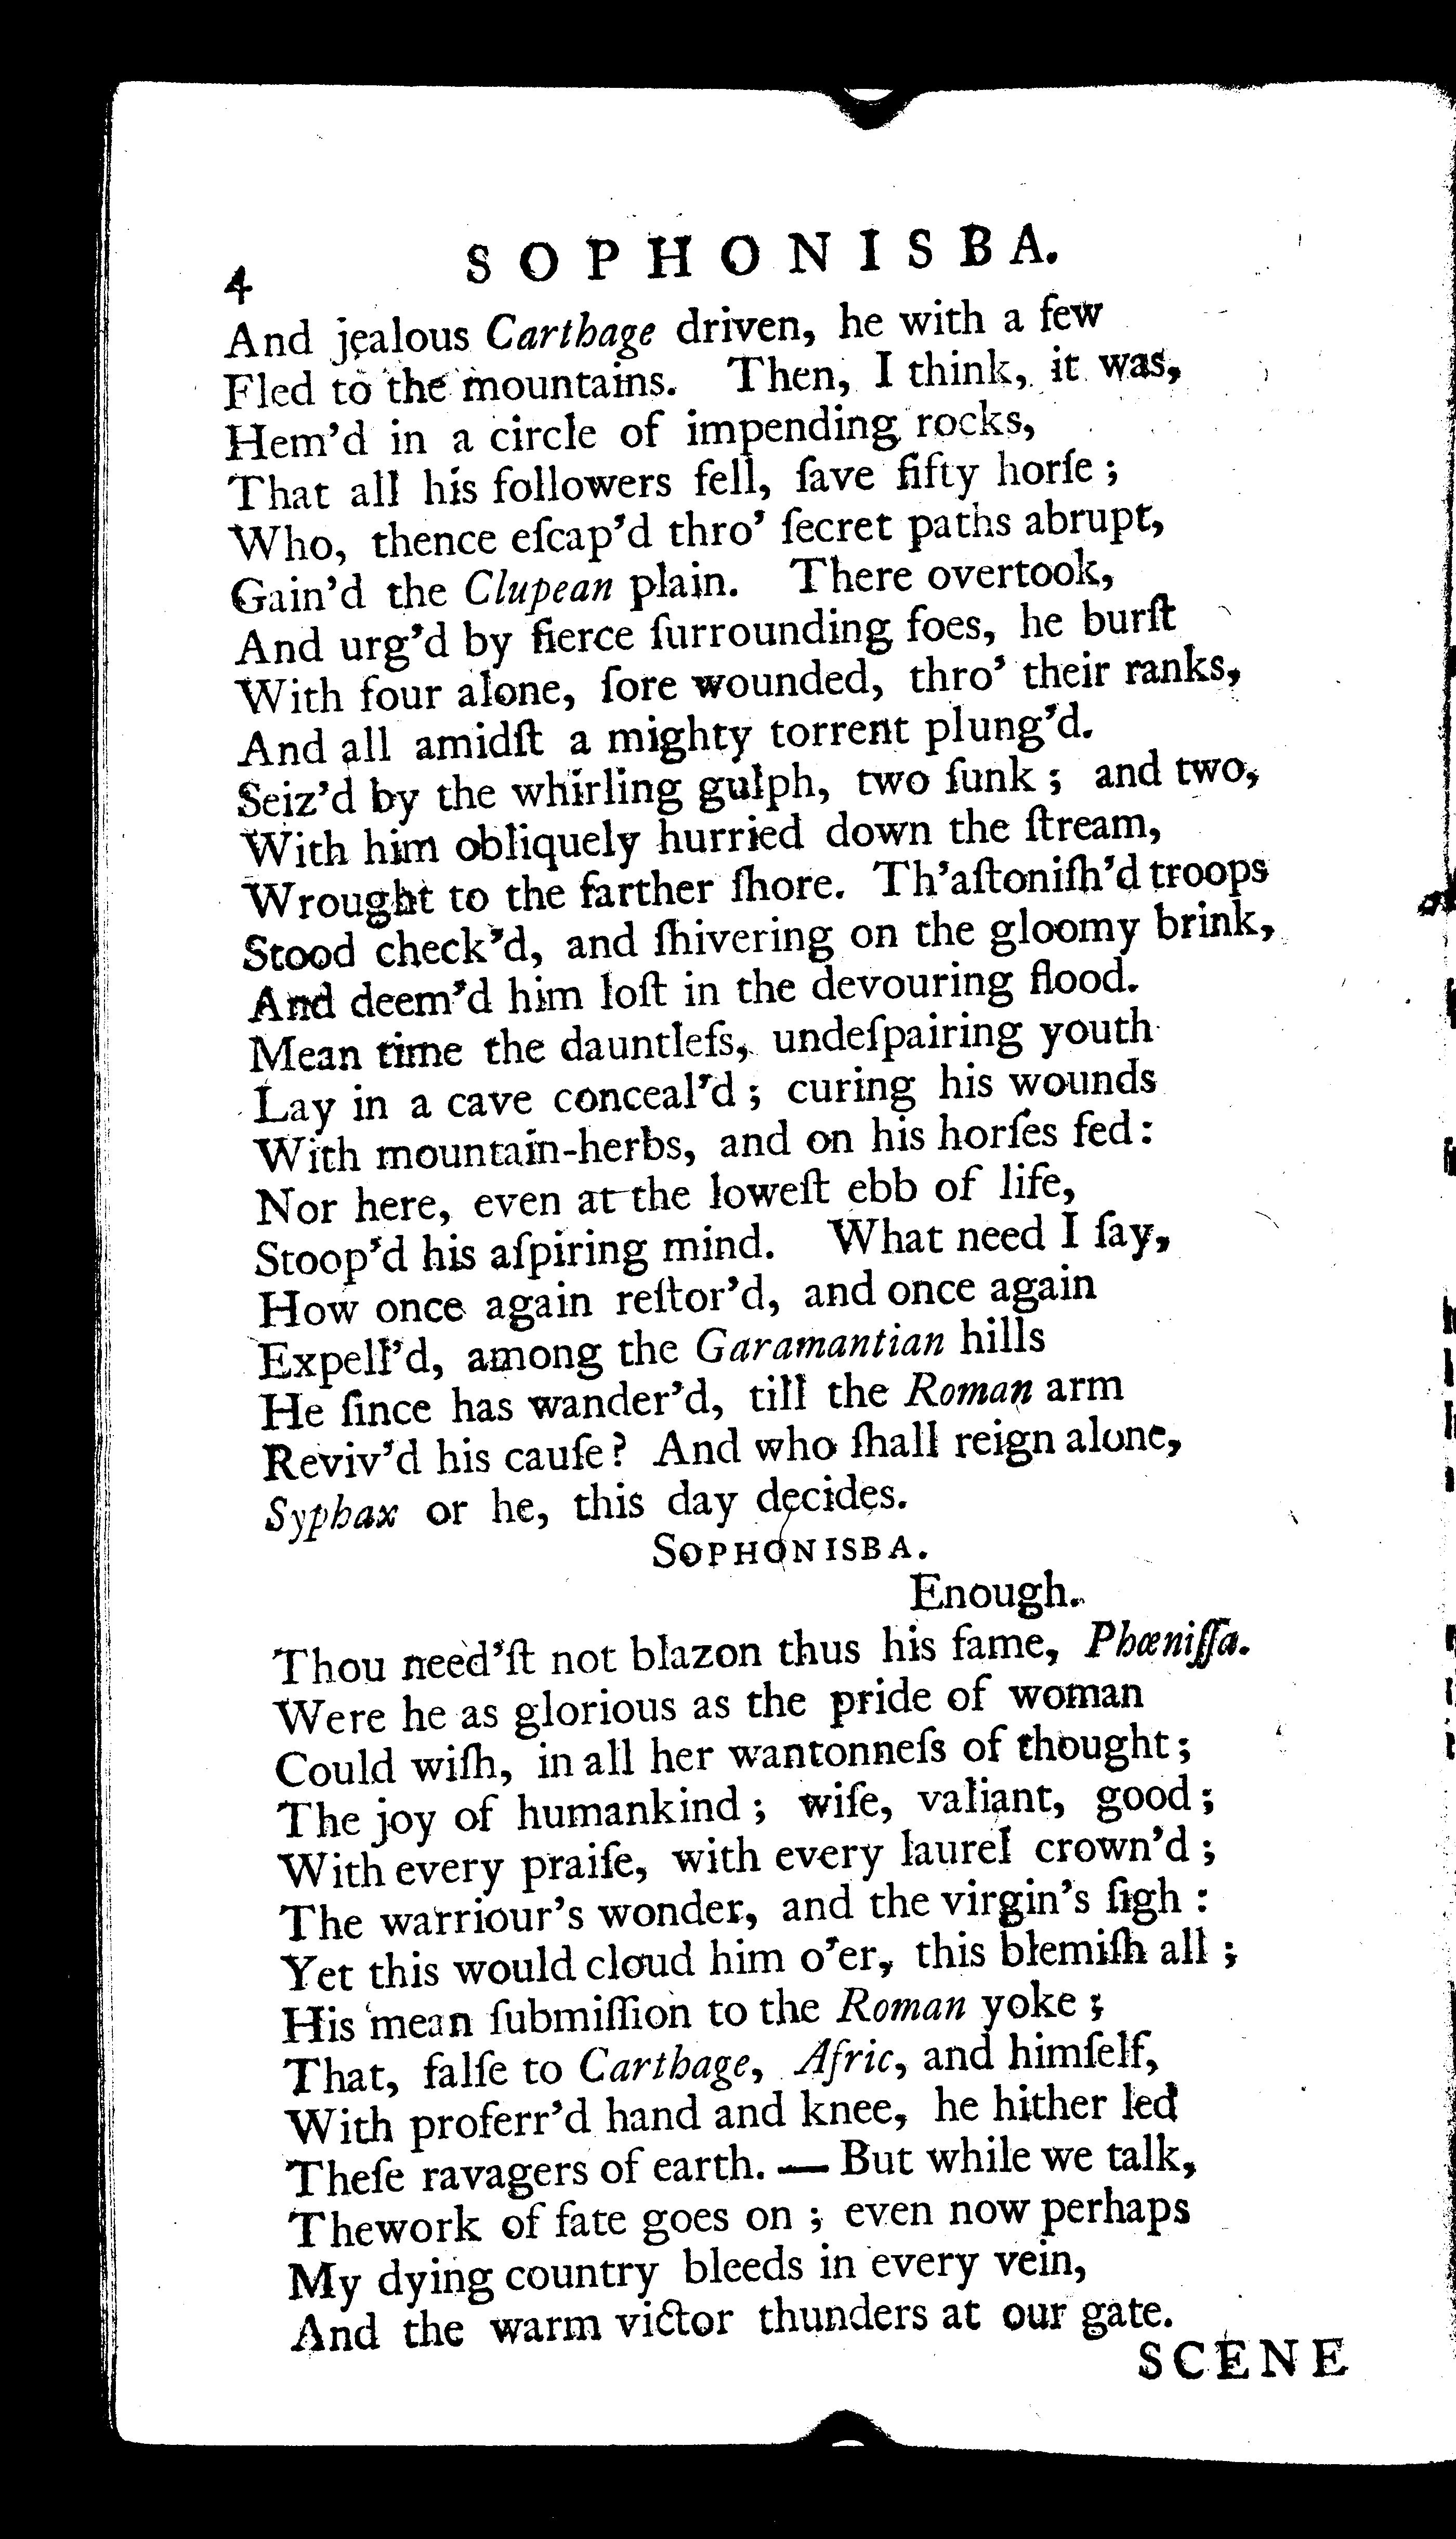 4 SOPHONISBA.
And jealous Carthage driven, he with a few
Fled to the mountains. Then, I think, it was,
Hem'd in a circle of impending rocks,
That all his followers fell, ſave fifty horſe ;
Who, thence eſcap'd thro' ſecret paths abrupt,
Gain'd the Clupean plain. There overtook,
And urg'd by fierce ſurrounding foes, he burſt
With four alone, ſore wounded, thro' their ranks,
And all amidſt a mighty torrent plung'd.
Seiz'd by the whirling gulph, two ſunk ; and two,
With him obliquely hurried down the ſtream,
Wrought to the farther ſhore. Th'aſtoniſh'd troops
Stood check'd, and ſhivering on the gloomy brink,
And deem'd him loſt in the devouring flood.
Mean time the dauntleſs, undeſpairing youth
Lay in a cave conceal'd ; curing his wounds
With mountain-herbs, and on his horſes fed:
Nor here, even at the loweſt ebb of life,
Stoop'd his aſpiring mind. What need I ſay,
How once again reſtor'd, and once again
Expell'd, among the Garamantian hills
He ſince has wander'd, till the Roman arm
Reviv'd his cauſe? And who ſhall reign alone,
Syphax or he, this day decides.
SOPHONISBA.
Enough.
Thou need'ſt not blazon thus his fame, Phœniſſa.
Were he as glorious as the pride of woman
Could wiſh, in all her wantonneſs of thought;
The joy of humankind ; wiſe, valiant, good;
With every praiſe, with every laurel crown'd ;
The warriour's wonder, and the virgin's ſigh :
Yet this would cloud him o'er, this blemiſh all ;
His mean ſubmiſſion to the Roman yoke ;
That, falſe to Carthage, Afric, and himſelf,
With proferr'd hand and knee, he hither led
Theſe ravagers of earth. — But while we talk,
Thework of fate goes on ; even now perhaps
My dying country bleeds in every vein,
And the warm victor thunders at our gate.
SCENE